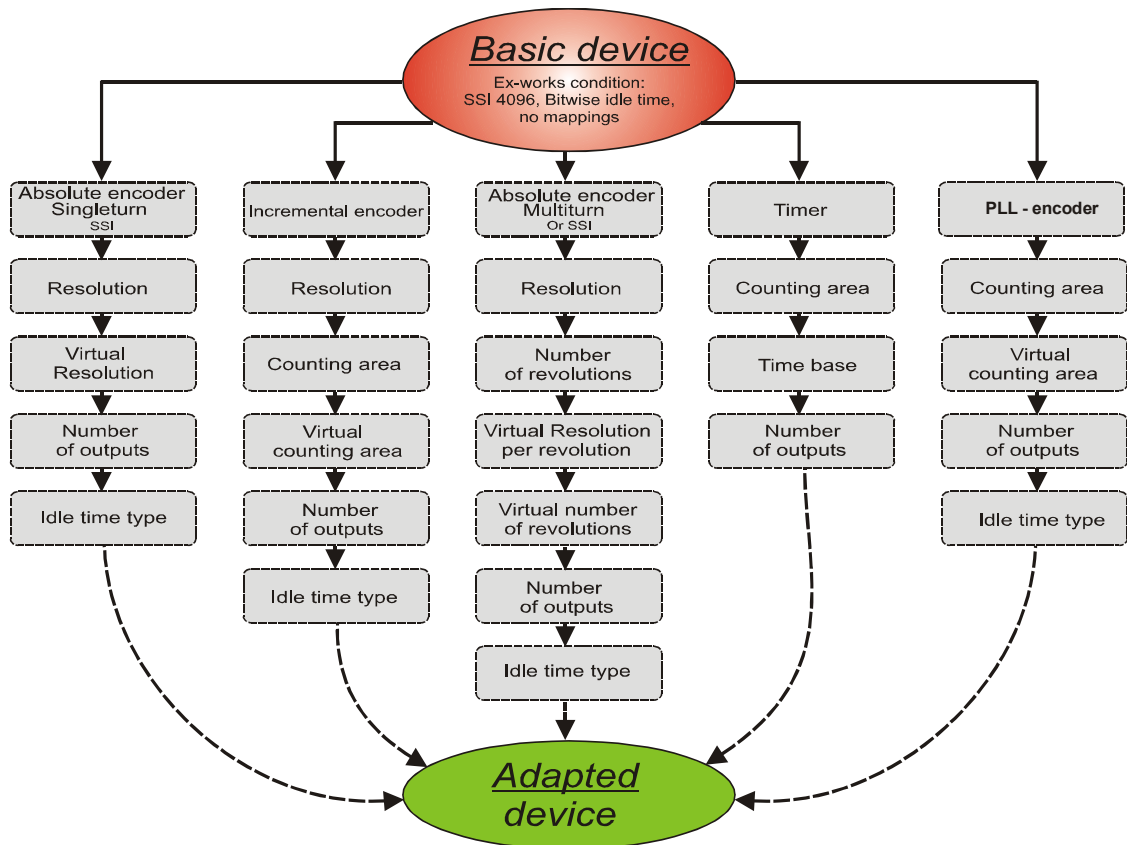 Basic device
Ex-works condition:
SSI 4096, Bitwise idle time,
no mappings
Absolute encoder
Singleturn
SSI
Resolution
Virtual
Resolution
Number
of outputs
Idle time type
Incremental encoder
Resolution
Counting area
Virtual
counting area
Number
of outputs
Idle time type
Absolute encoder
Multiturn
Or SSI
Resolution
Number
of revolutions
Virtual Resolution
per revolution
Virtual number
of revolutions
Number
of outputs
Idle time type
Timer
Counting area
Time base
Number
of outputs
PLL - encoder
Counting area
Virtual
counting area
Number
of outputs
Idle time type
Adapted
device